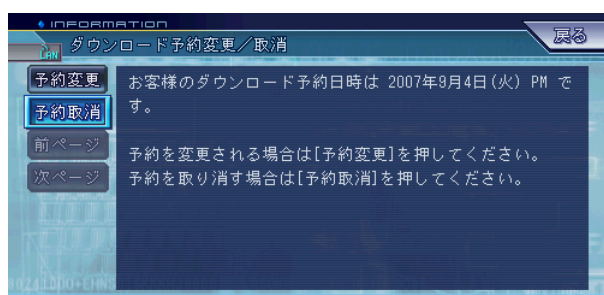 INFORMATION
LAN ダウンロード予約変更／取消
戻る
予約変更
予約取消
前ページ
次ページ
お客様のダウンロード予約日時は 2007年9月4日(火) PM で
す。
予約を変更される場合は[予約変更]を押してください。
予約を取り消す場合は[予約取消]を押してください。